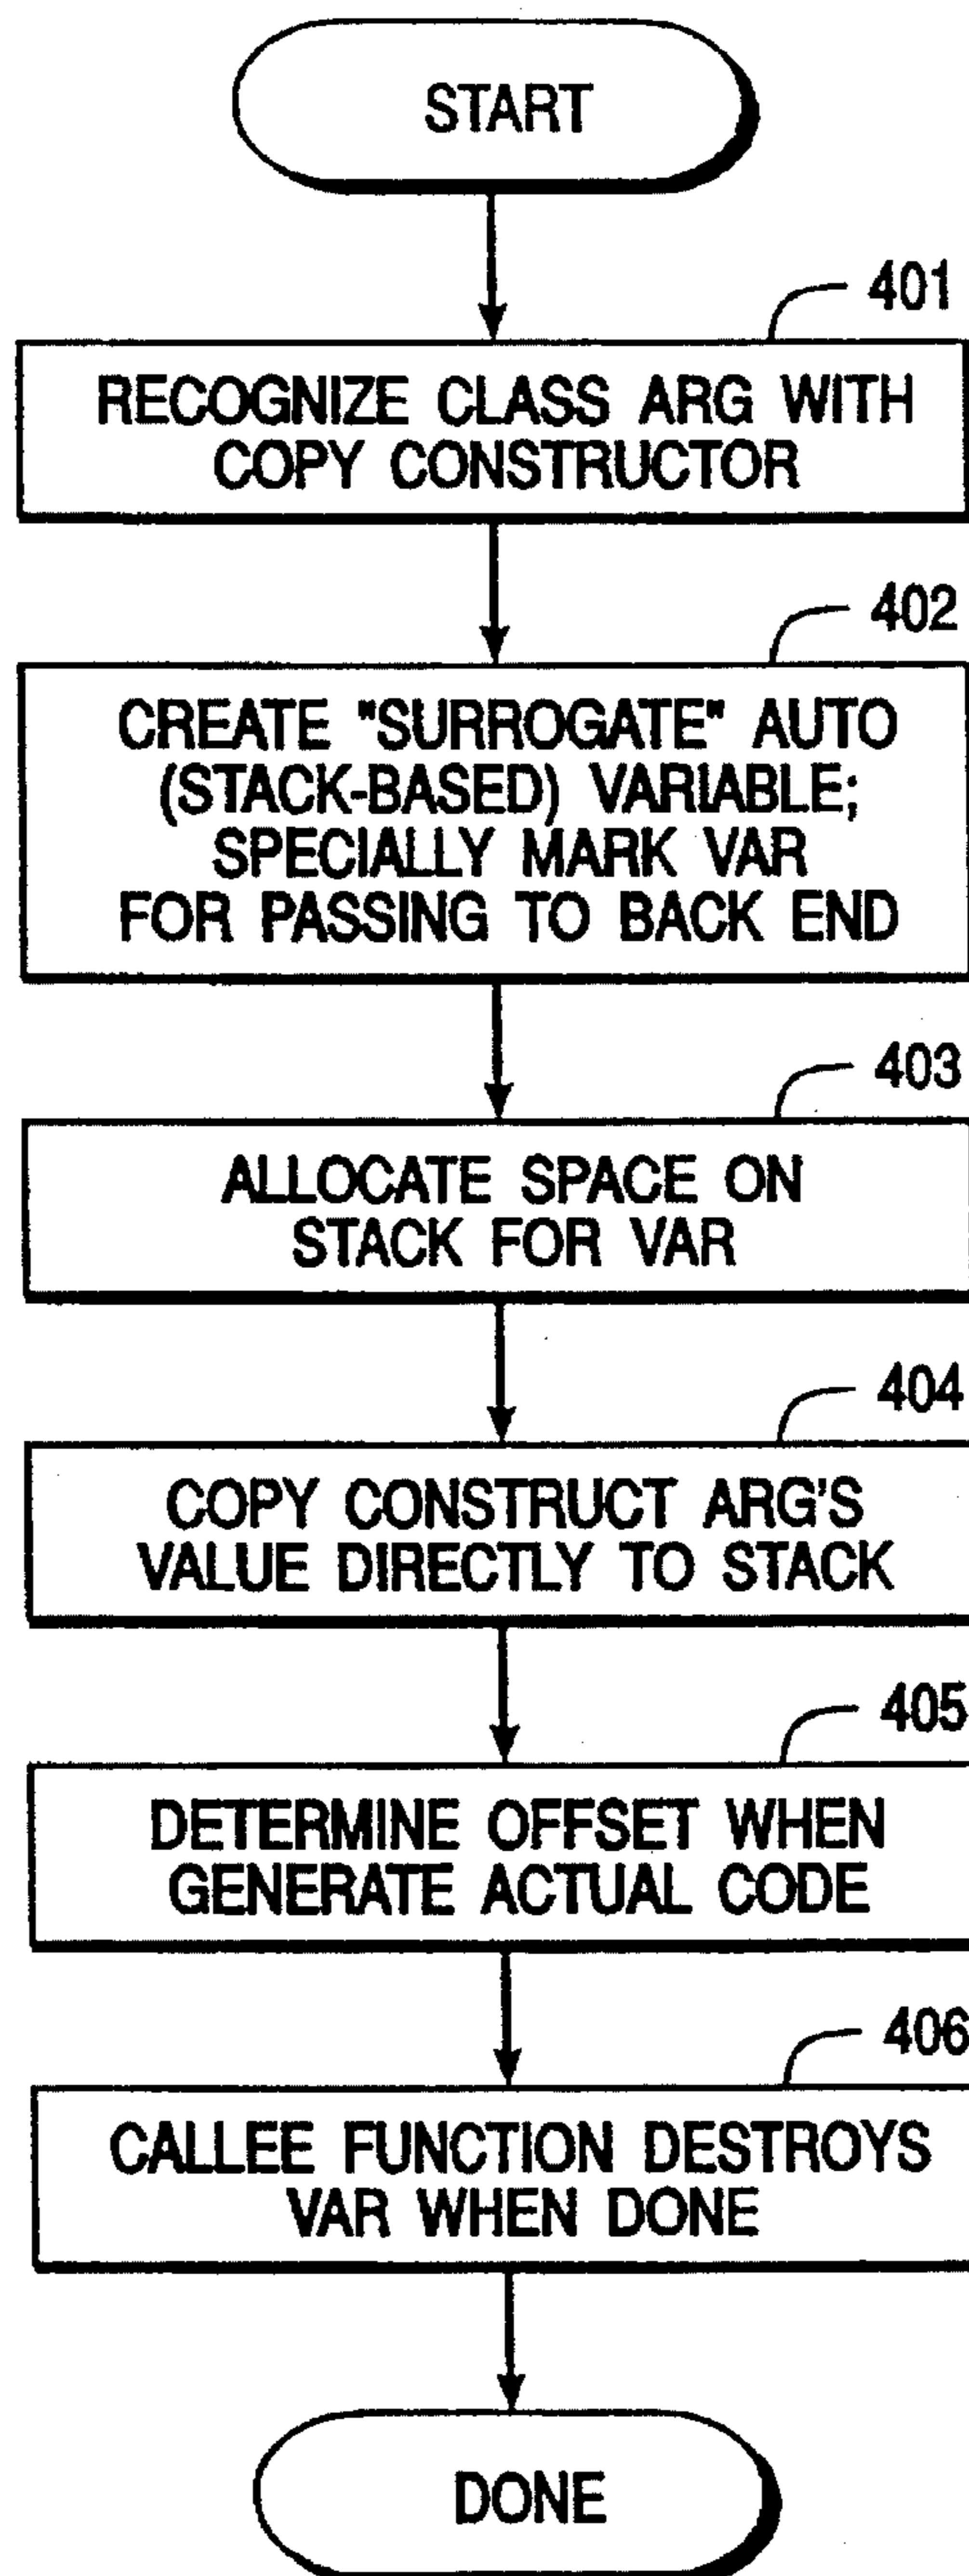 START
401
RECOGNIZE CLASS ARG WITH
COPY CONSTRUCTOR
402
CREATE "SURROGATE" AUTO
(STACK-BASED) VARIABLE;
SPECIALLY MARK VAR
FOR PASSING TO BACK END
403
ALLOCATE SPACE ON
STACK FOR VAR
404
COPY CONSTRUCT ARG'S
VALUE DIRECTLY TO STACK
405
DETERMINE OFFSET WHEN
GENERATE ACTUAL CODE
406
CALLEE FUNCTION DESTROYS
VAR WHEN DONE
DONE